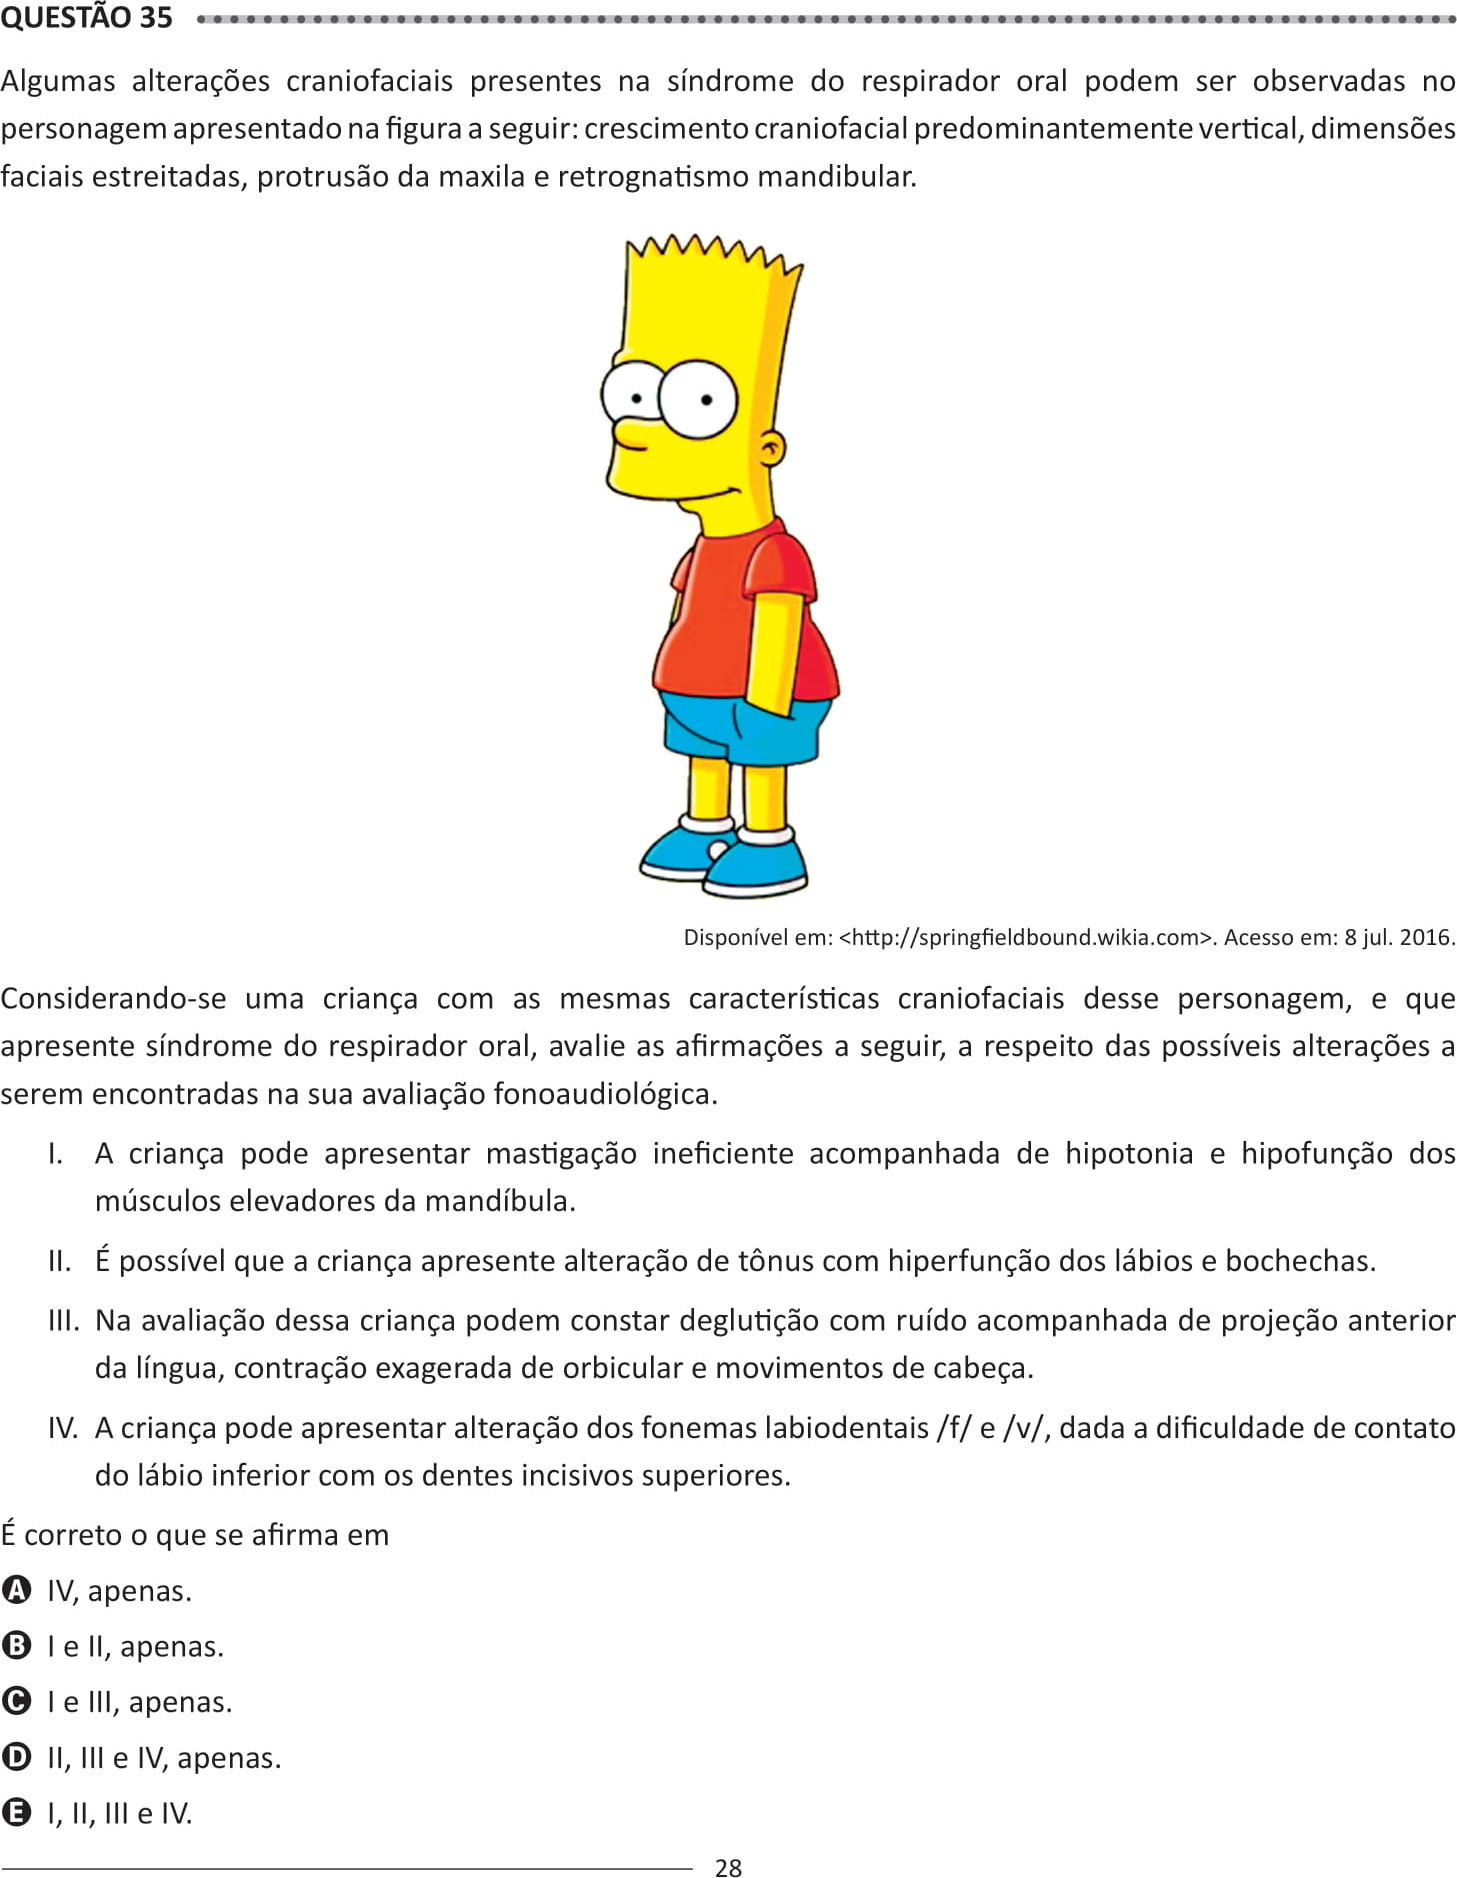 QUESTÃO 35
Algumas alterações craniofaciais presentes na síndrome do respirador oral podem ser observadas no
personagem apresentado na figura a seguir: crescimento craniofacial predominantemente vertical, dimensões
faciais estreitadas, protrusão da maxila e retrognatismo mandibular.
Disponível em: <http://springfieldbound.wikia.com>. Acesso em: 8 jul. 2016.
Considerando-se uma criança com as mesmas características craniofaciais desse personagem, e que
apresente síndrome do respirador oral, avalie as afirmações a seguir, a respeito das possíveis alterações a
serem encontradas na sua avaliação fonoaudiológica.
I. A criança pode apresentar mastigação ineficiente acompanhada de hipotonia e hipofunção dos
músculos elevadores da mandíbula.
II. É possível que a criança apresente alteração de tônus com hiperfunção dos lábios e bochechas.
III. Na avaliação dessa criança podem constar deglutição com ruído acompanhada de projeção anterior
da língua, contração exagerada de orbicular e movimentos de cabeça.
IV. A criança pode apresentar alteração dos fonemas labiodentais /f/ e /v/, dada a dificuldade de contato
do lábio inferior com os dentes incisivos superiores.
É correto o que se afirma em
A IV, apenas.
B I e II, apenas.
C I e III, apenas.
D II, III e IV, apenas.
E I, II, III e IV.
28